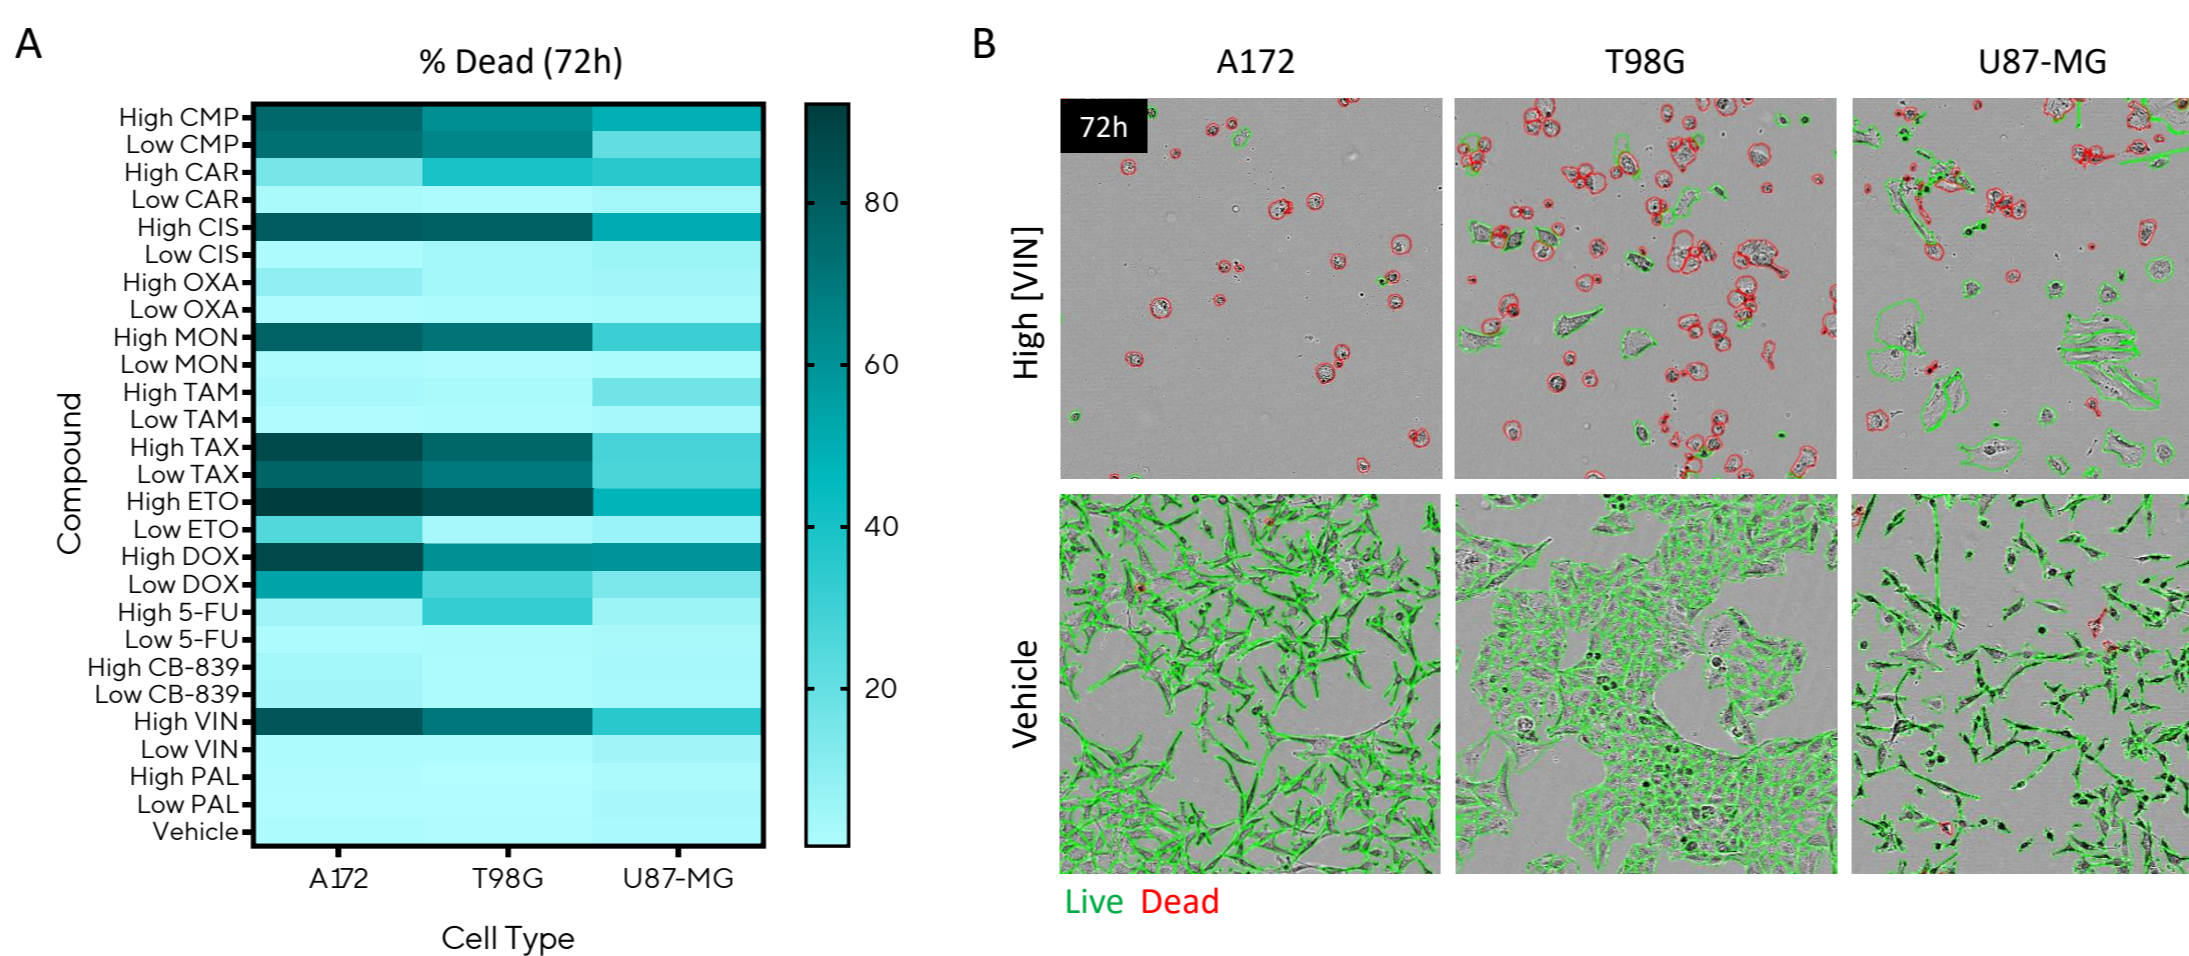 A
% Dead (72h)
Compound
High CMP
Low CMP
High CAR
Low CAR
High CIS
Low CIS
High OXA
Low OXA
High MON
Low MON
High TAM
Low TAM
High TAX
Low TAX
High ETO
Low ETO
High DOX
Low DOX
High 5-FU
Low 5-FU
High CB-839
Low CB-839
High VIN
Low VIN
High PAL
Low PAL
Vehicle
A172 T98G U87-MG
Cell Type
80
60
40
20
B
A172 T98G U87-MG
72h
High [VIN]
Vehicle
Live Dead